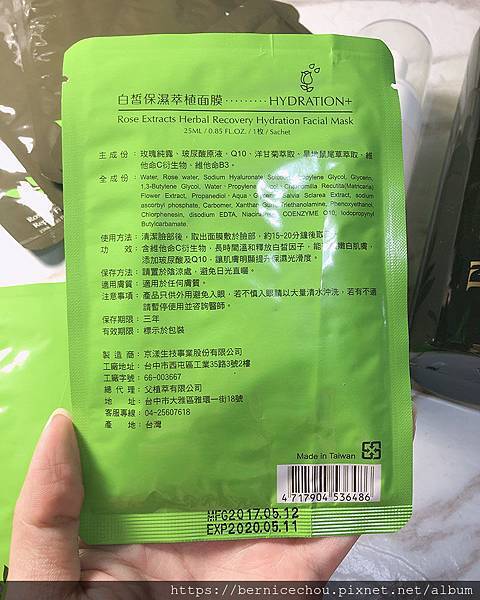 白皙保濕萃植面膜·········HYDRATION+
Rose Extracts Herbal Recovery Hydration Facial Mask
25ML / 0.85 FL.OZ. / 1枚 / Sachet
主成份：玫瑰純露、玻尿酸原液、Q10、洋甘菊萃取、快樂鼠尾草萃取、維
他命C衍生物、維他命B3。
全成份：Water, Rose water, Sodium Hyaluronate Solution, Propylene Glycol, Glycerin,
1,3-Butylene Glycol, Water Propylene Glycol Chamomilla Recutita(Matricaria)
Flower Extract, Propanediol Aqua Glycerin Salvia Sclarea Extract, sodium
ascorbyl phosphate, Carbomer, Xanthan Gum, Triethanolamine, Phenoxyethanol,
Chlorphenesin, disodium EDTA, Niacinamide, COENZYME Q10, Iodopropynyl
Butylcarbamate.
使用方法：清潔臉部後，取出面膜敷於臉部，約15-20分鐘後取
功 效：含維他命C衍生物，長時間溫和釋放白皙因子，能 嫩白肌膚，
添加玻尿酸及Q10，讓肌膚明顯提升保濕光滑度。
保存方法：請置於陰涼處，避免日光直曬。
適用膚質：適用於任何膚質。
注意事項：產品只供外用避免入眼，若不慎入眼睛以大量清水沖洗，若有不適
請暫停使用並咨詢醫師。
保存期限：三年
有效期限：標示於包裝
製造商：京漾生技事業股份有限公司
工廠地址：台中市西屯區工業35路3號2樓
工廠字號：66-003667
總代理：父植萃有限公司
地 址：台中市大雅區雅環一街18號
客服專線：04-25607618
產 地：台灣
Made in Taiwan
4 717904 536486
MFG2017.05.12
EXP2020.05.11
https://bernicechou.pixnet.net/album